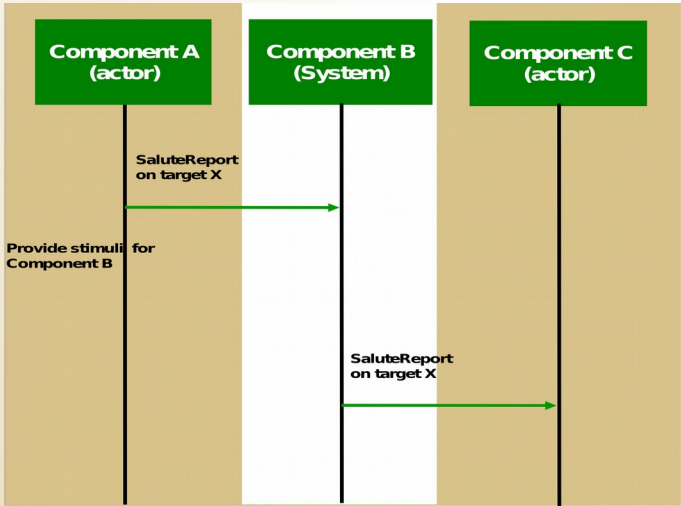 Component A
(actor)
Component B
(System)
Component C
(actor)
SaluteReport
on target X
Provide stimuli for
Component B
SaluteReport
on target X